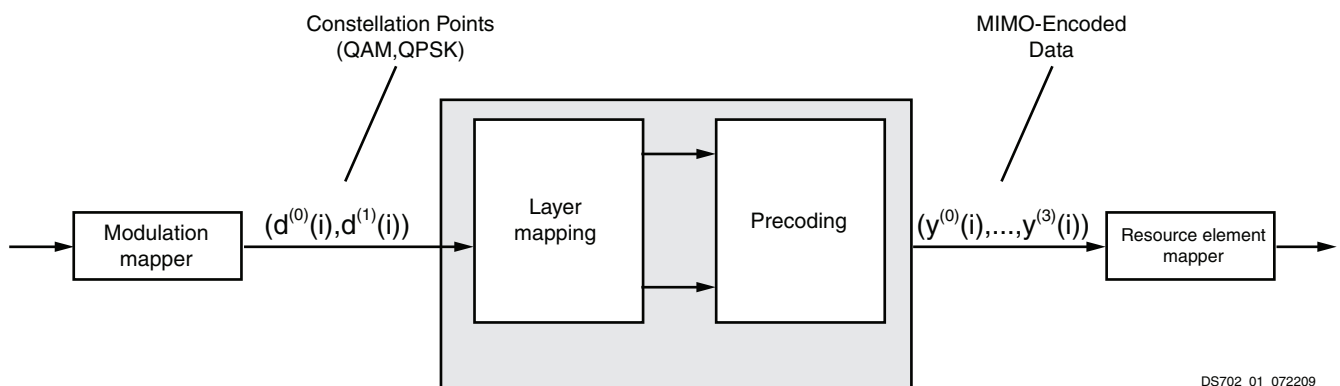 Constellation Points
(QAM,QPSK)
MIMO-Encoded
Data
Modulation
mapper
(d^(0)(i),d^(1)(i))
Layer
mapping
Precoding
(y^(0)(i),...,y^(3)(i))
Resource element
mapper
DS702_01_072209